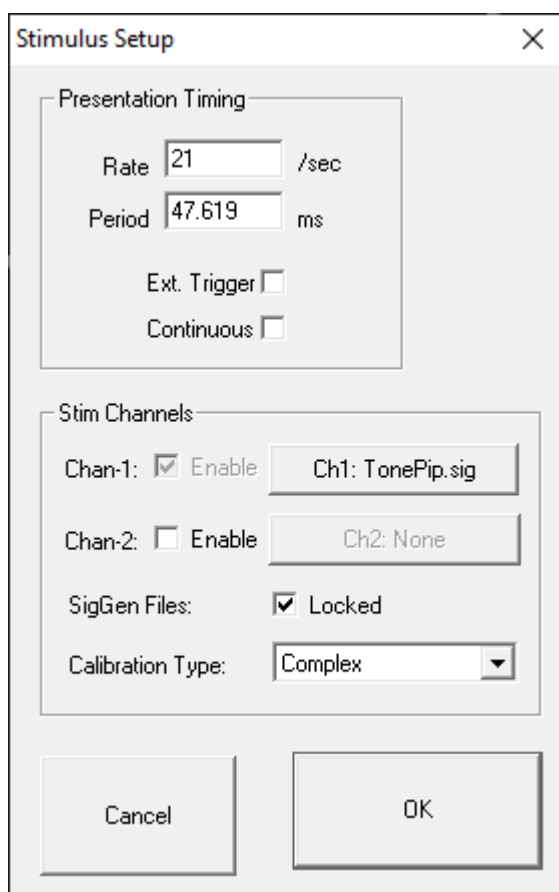 Stimulus Setup
Presentation Timing
Rate 21 /sec
Period 47.619 ms
Ext. Trigger
Continuous
Stim Channels
Chan-1: Enable Ch1: TonePip.sig
Chan-2: Enable Ch2: None
SigGen Files: Locked
Calibration Type: Complex
Cancel OK